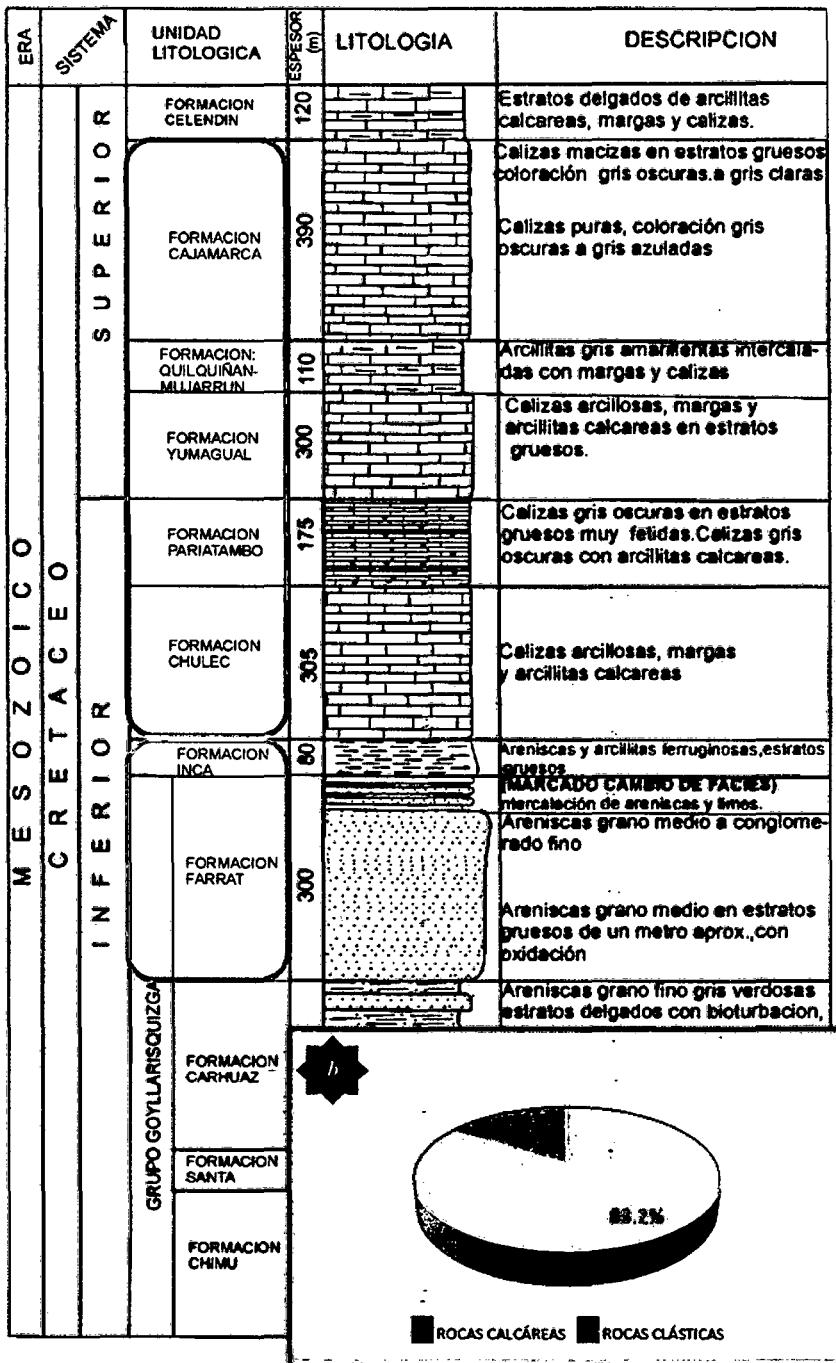 ERA
SISTEMA
UNIDAD
LITOLOGICA
ESPESOR
(m)
LITOLOGIA
DESCRIPCION
MESOZOICO
CRETACEO
SUPERIOR
INFERIOR
FORMACION
CELENDIN
120
Estratos delgados de arcillitas
calcareas, margas y calizas.
FORMACION
CAJAMARCA
390
Calizas macizas en estratos gruesos
coloración gris oscuras.a gris claras
Calizas puras, coloración gris
oscuras a gris azuladas
FORMACION:
QUILQUIÑAN-
MUJARRUN
110
Arcillitas gris amarillentas intercala-
das con margas y calizas
FORMACION
YUMAGUAL
300
Calizas arcillosas, margas y
arcillitas calcareas en estratos
gruesos.
FORMACION
PARIATAMBO
175
Calizas gris oscuras en estratos
gruesos muy fetidas.Calizas gris
oscuras con arcillitas calcareas.
FORMACION
CHULEC
305
Calizas arcillosas, margas
y arcillitas calcareas
FORMACION
INCA
80
Areniscas y arcillitas ferruginosas,estratos
gruesos
(MARCADO CAMBIO DE FACIES)
ntercalación de areniscas y limos.
FORMACION
FARRAT
300
Areniscas grano medio a conglome-
rado fino
Areniscas grano medio en estratos
gruesos de un metro aprox.,con
oxidación
GRUPO GOYLLARISQUIZGA
Areniscas grano fino gris verdosas
estratos delgados con bioturbacion,
FORMACION
CARHUAZ
FORMACION
SANTA
FORMACION
CHIMU
b
ROCAS CALCÁREAS
ROCAS CLÁSTICAS